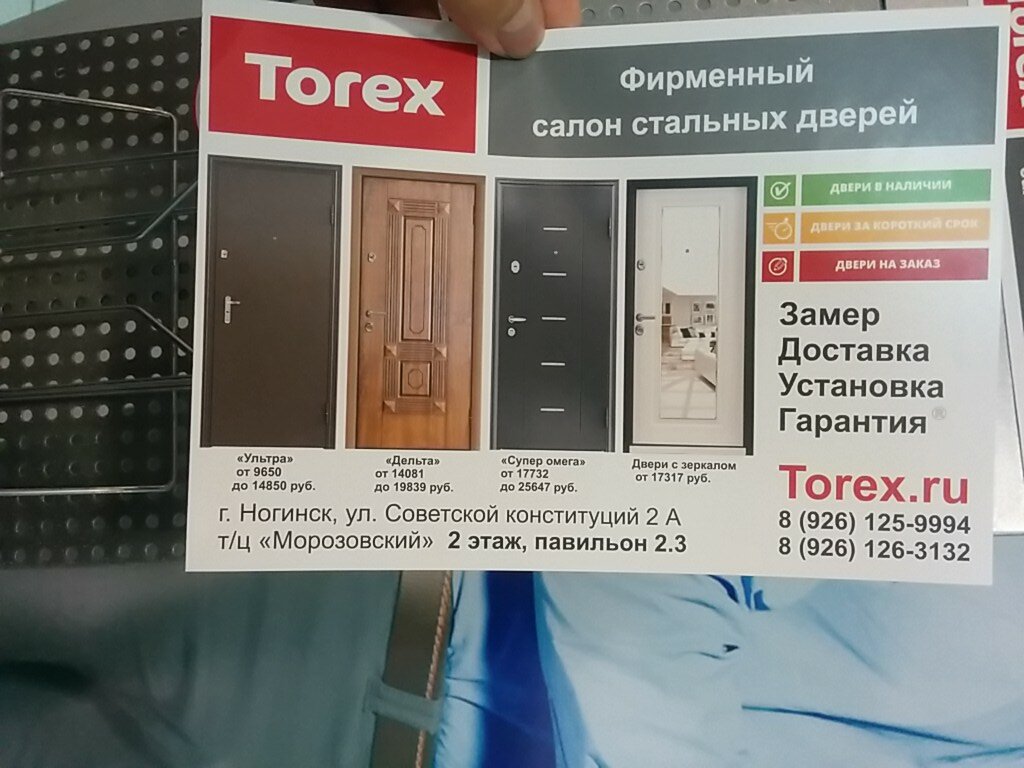 Torex
Фирменный
салон стальных дверей
ДВЕРИ В НАЛИЧИИ
ДВЕРИ ЗА КОРОТКИЙ СРОК
ДВЕРИ НА ЗАКАЗ
Замер
Доставка
Установка
Гарантия ®
«Ультра»
от 9650
до 14850 руб.
«Дельта»
от 14081
до 19839 руб.
«Супер омега»
от 17732
до 25647 руб.
Двери с зеркалом
от 17317 руб.
Torex.ru
8 (926) 125-9994
8 (926) 126-3132
г. Ногинск, ул. Советской конституций 2 А
т/ц «Морозовский» 2 этаж, павильон 2.3